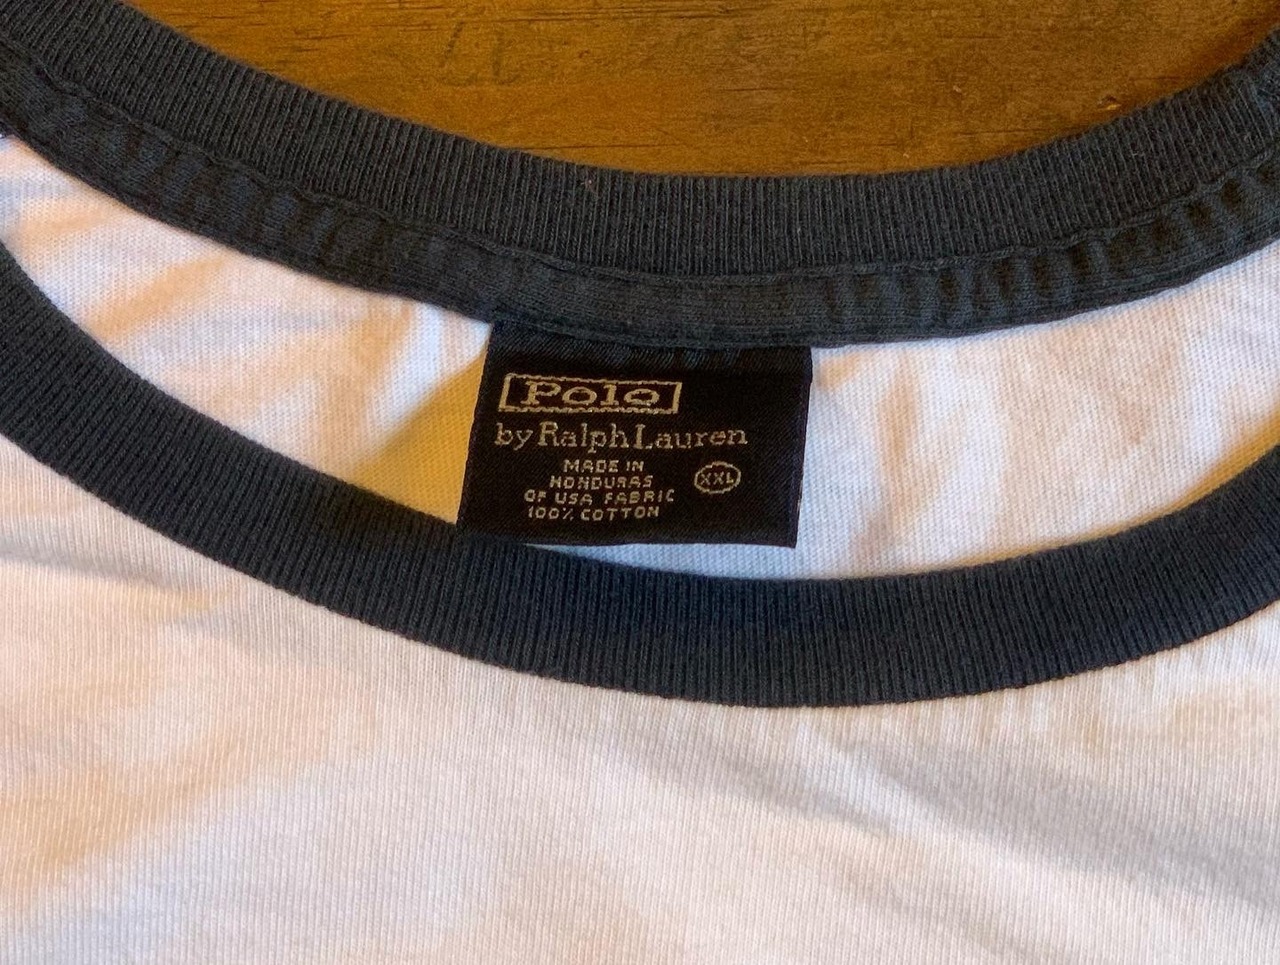 Polo
by Ralph Lauren
MADE IN
HONDURAS
OF USA FABRIC
100% COTTON
XXL